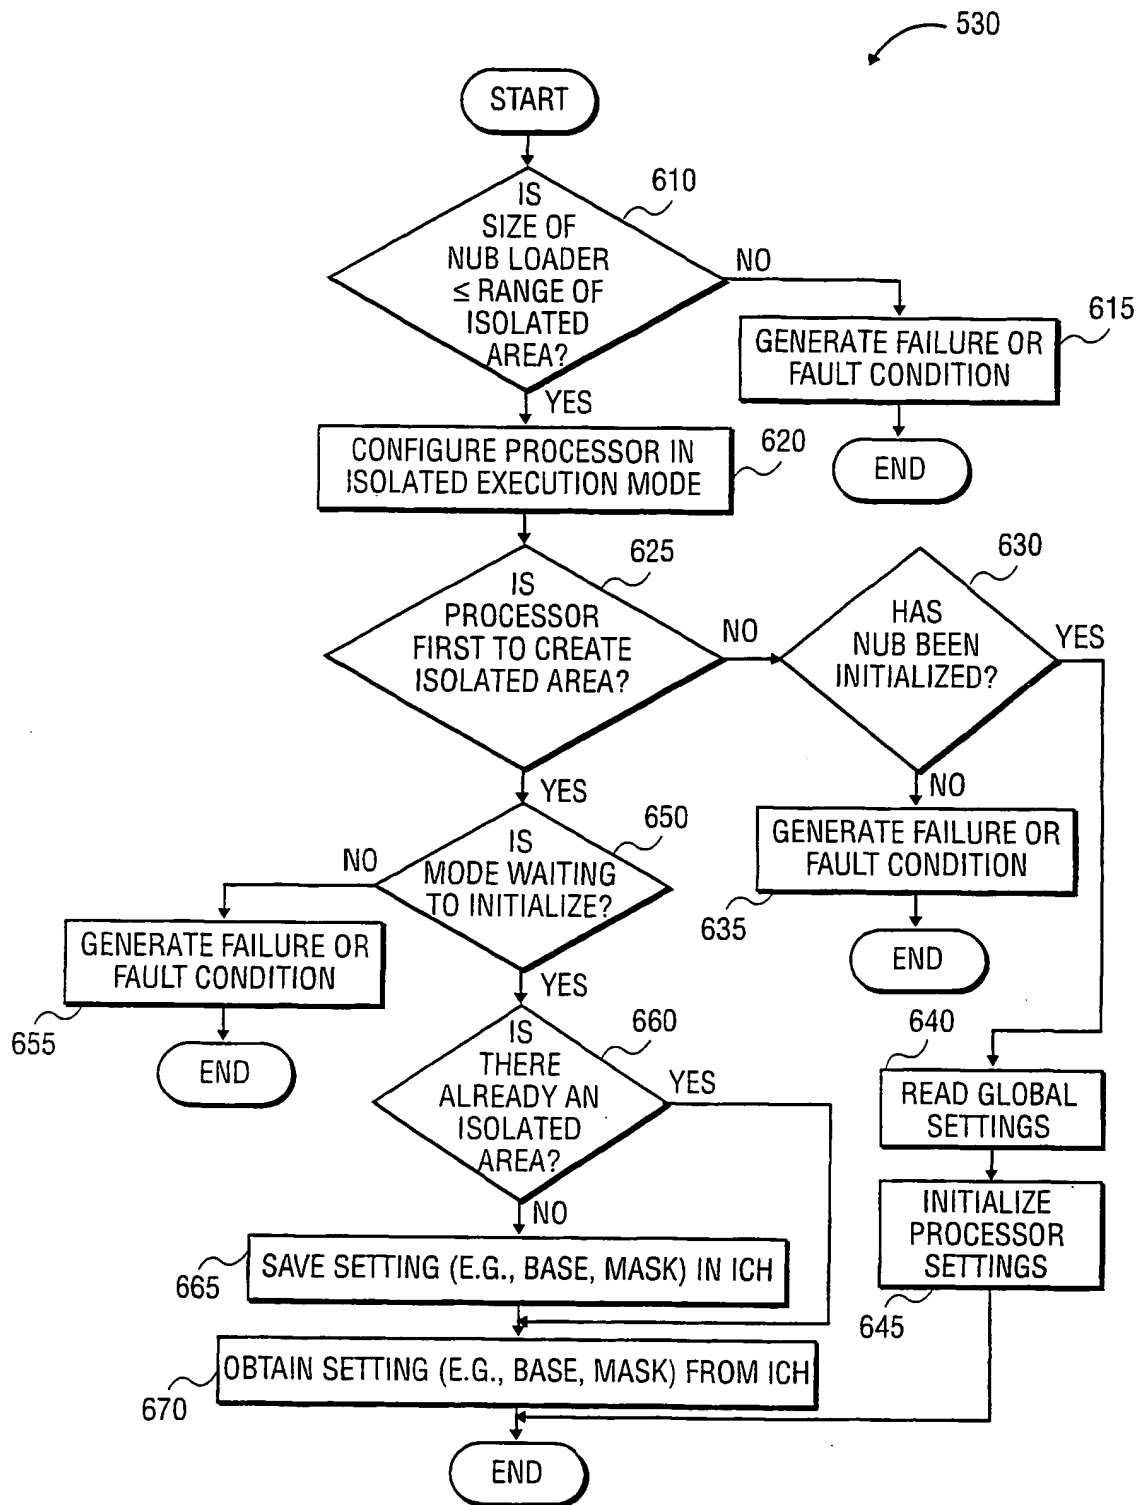 530
START
610
IS
SIZE OF
NUB LOADER
≤ RANGE OF
ISOLATED
AREA?
NO
615
GENERATE FAILURE OR
FAULT CONDITION
END
YES
620
CONFIGURE PROCESSOR IN
ISOLATED EXECUTION MODE
625
IS
PROCESSOR
FIRST TO CREATE
ISOLATED AREA?
NO
630
HAS
NUB BEEN
INITIALIZED?
YES
NO
GENERATE FAILURE OR
FAULT CONDITION
635
END
YES
650
IS
MODE WAITING
TO INITIALIZE?
NO
GENERATE FAILURE OR
FAULT CONDITION
655
END
YES
660
IS
THERE
ALREADY AN
ISOLATED
AREA?
YES
640
READ GLOBAL
SETTINGS
INITIALIZE
PROCESSOR
SETTINGS
645
NO
SAVE SETTING (E.G., BASE, MASK) IN ICH
665
OBTAIN SETTING (E.G., BASE, MASK) FROM ICH
670
END